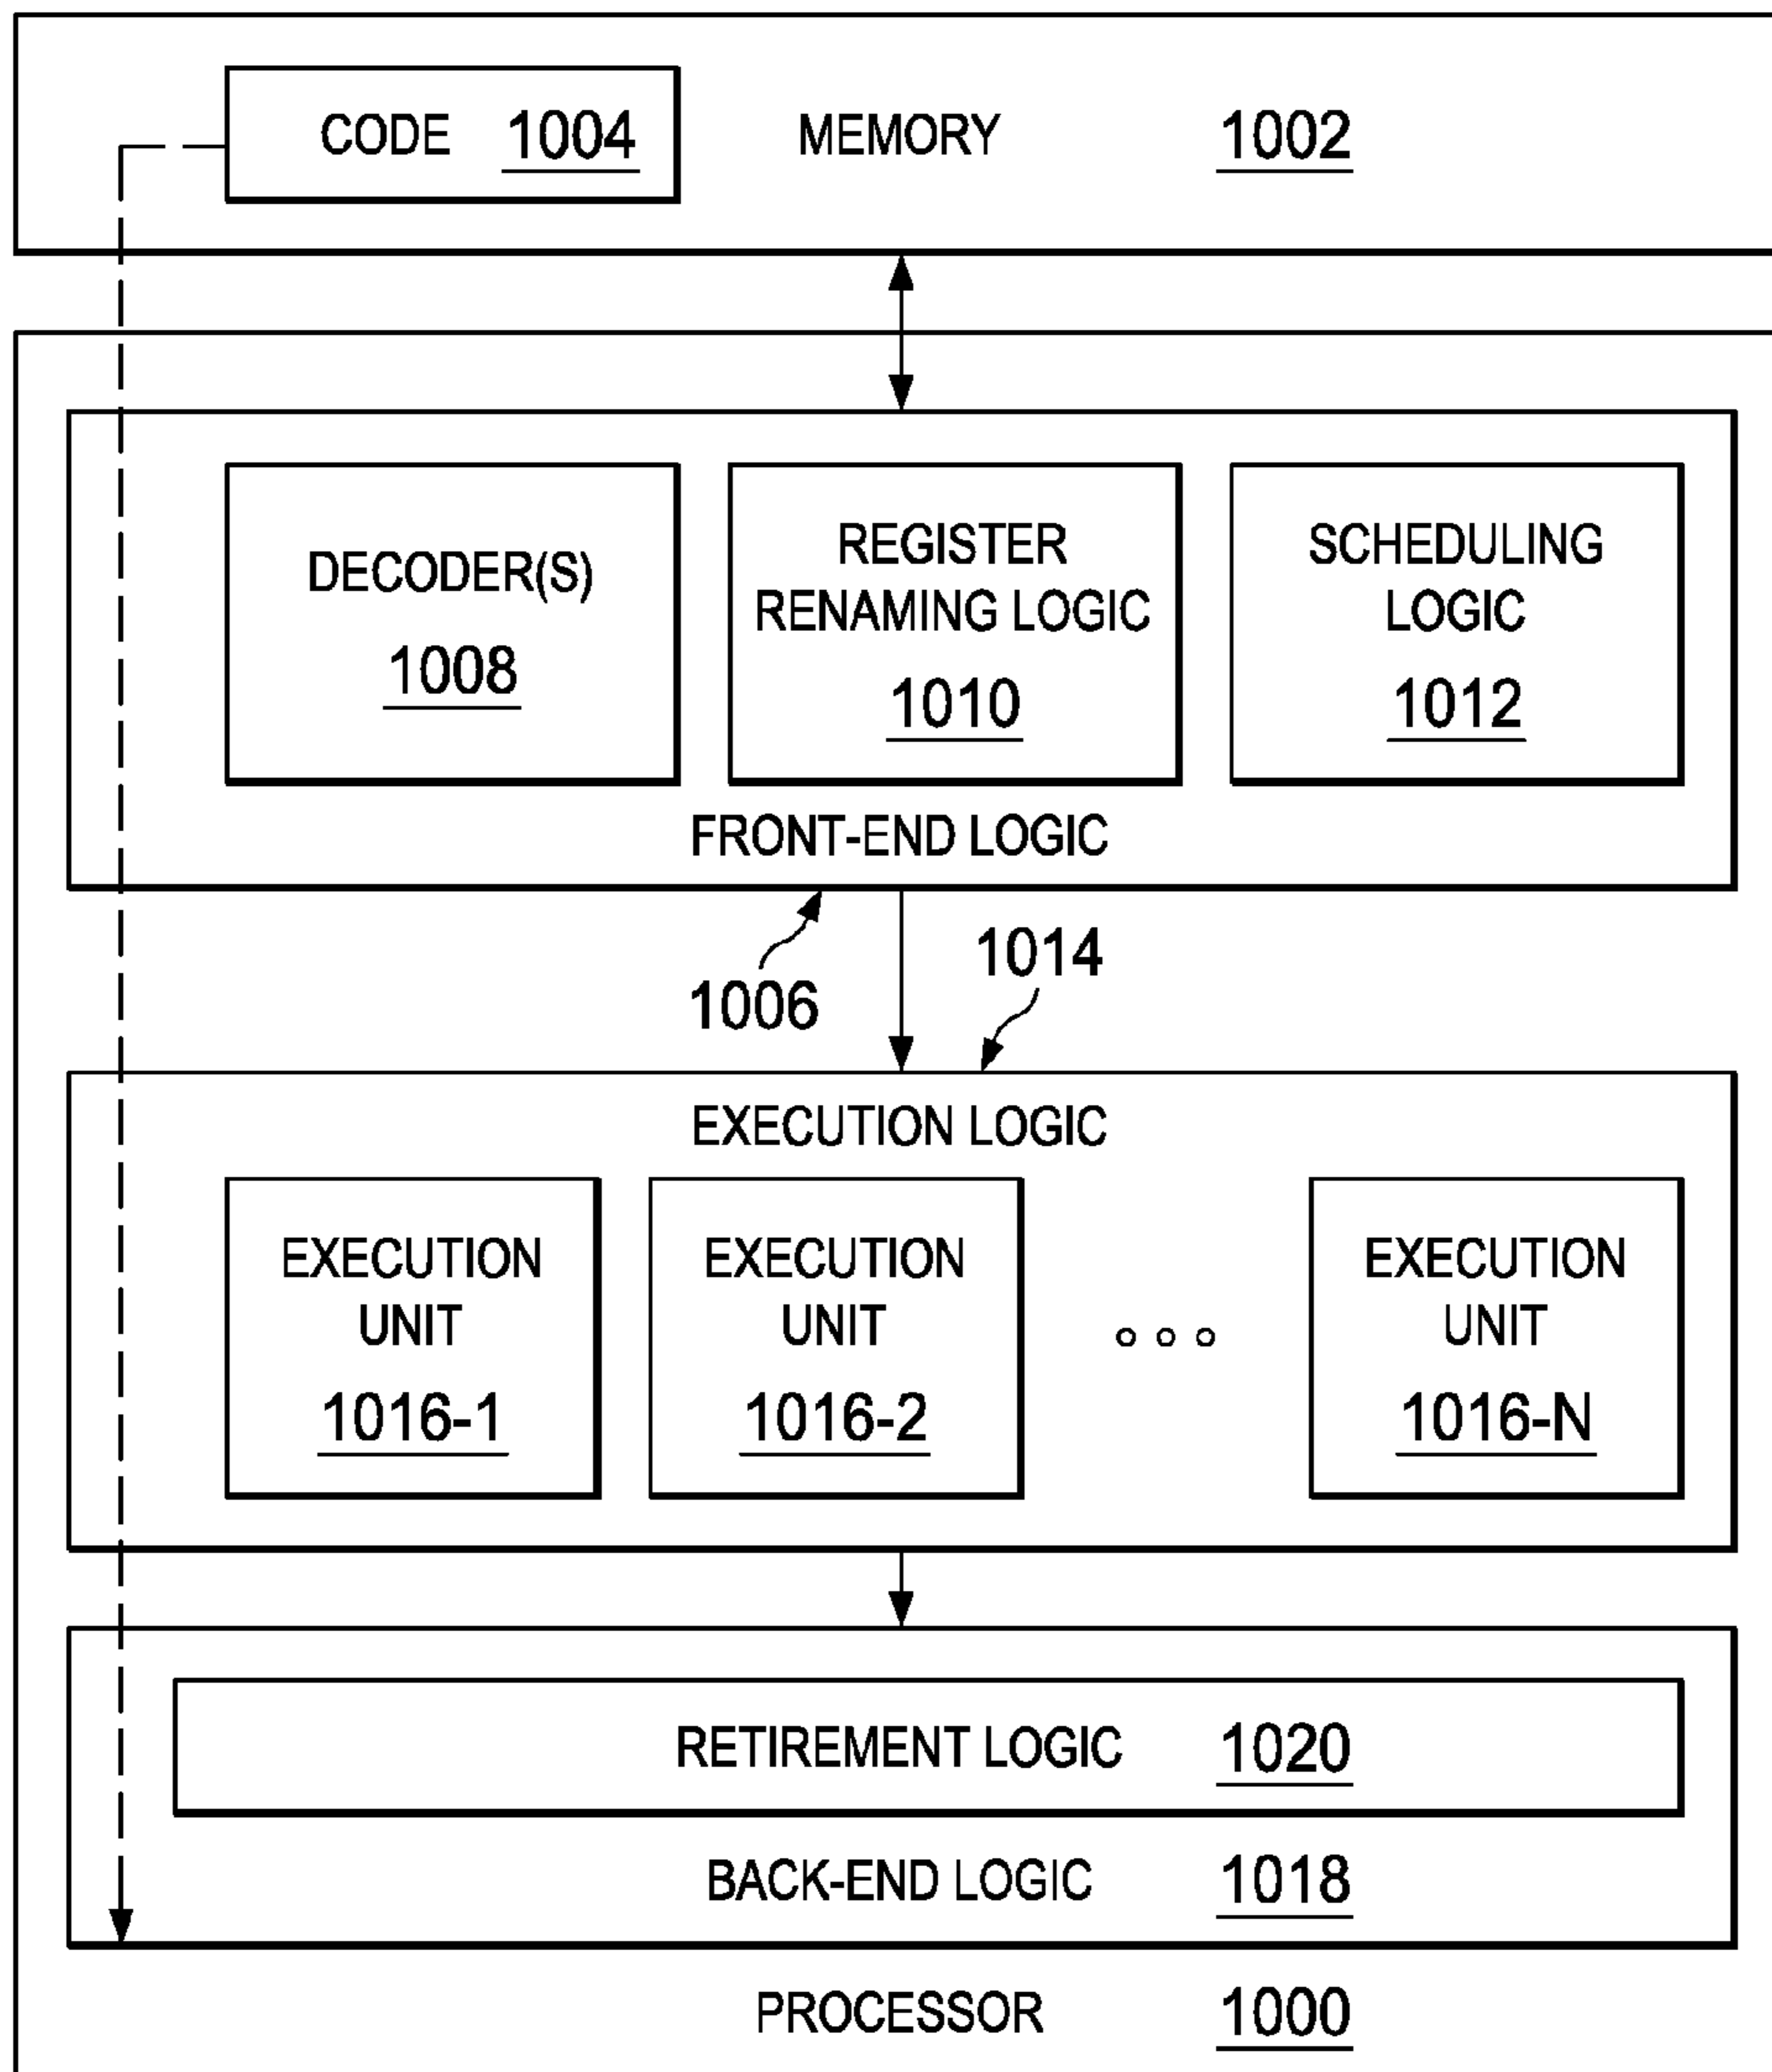 CODE 1004 MEMORY 1002
DECODER(S)
1008
REGISTER
RENAMING LOGIC
1010
SCHEDULING
LOGIC
1012
FRONT-END LOGIC
1006
1014
EXECUTION LOGIC
EXECUTION
UNIT
1016-1
EXECUTION
UNIT
1016-2
EXECUTION
UNIT
1016-N
RETIREMENT LOGIC 1020
BACK-END LOGIC 1018
PROCESSOR 1000